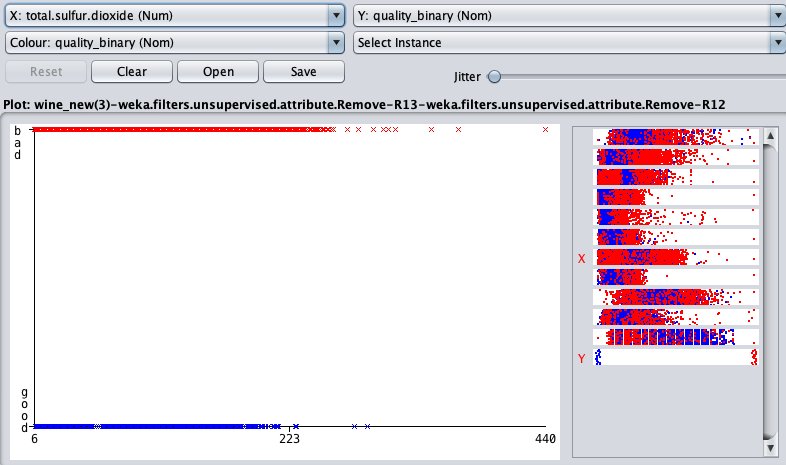 X: total.sulfur.dioxide (Num)
Y: quality_binary (Nom)
Colour: quality_binary (Nom)
Select Instance
Reset
Clear
Open
Save
Jitter
Plot: wine_new(3)-weka.filters.unsupervised.attribute.Remove-R13-weka.filters.unsupervised.attribute.Remove-R12
b
a
d
X
Y
g
o
o
d
6
223
440